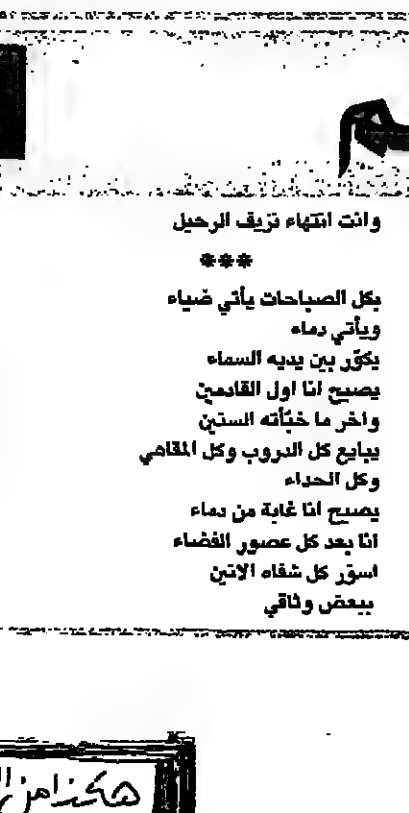 وانت انتهاء نزيف الرحيل
***
بكل الصباحات يأتي ضياء
ويأتي دماء
يكوّر بين يديه السماء
يصيح انا اول القادمين
واخر ما خبّأته السنين
يبايع كل الدروب وكل المقاهي
وكل الحداء
يصيح انا غابة من دماء
انا بعد كل عصور الفضاء
اسوّر كل شفاه الاتين
ببعض وثاقي
هكذا من